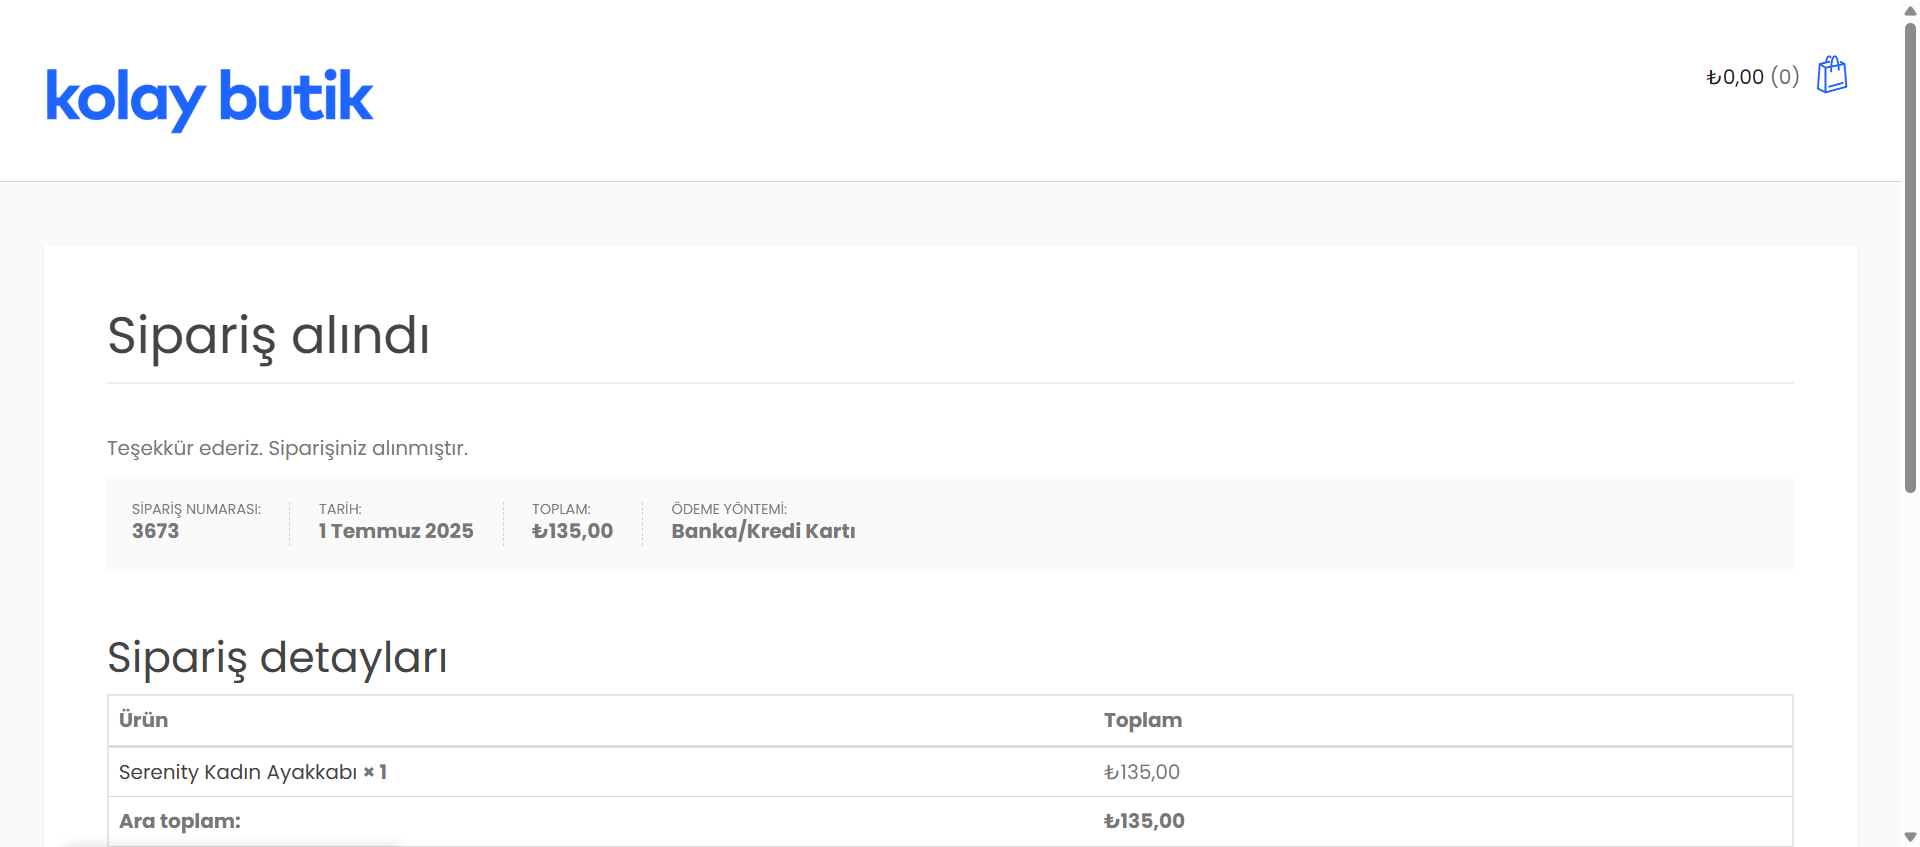 kolay butik
₺0,00 (0)
Sipariş alındı
Teşekkür ederiz. Siparişiniz alınmıştır.
SİPARİŞ NUMARASI: TARİH: TOPLAM: ÖDEME YÖNTEMİ:
3673 1 Temmuz 2025 ₺135,00 Banka/Kredi Kartı
Sipariş detayları
Ürün Toplam
Serenity Kadın Ayakkabı × 1 ₺135,00
Ara toplam: ₺135,00